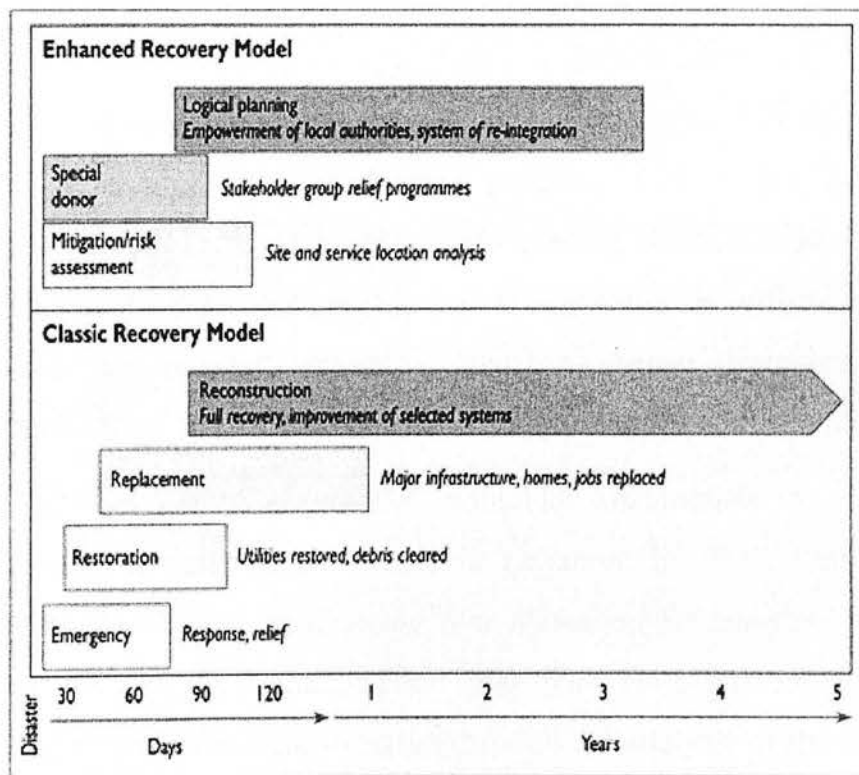 Enhanced Recovery Model
Logical planning
Empowerment of local authorities, system of re-integration
Special
donor
Stakeholder group relief programmes
Mitigation/risk
assessment
Site and service location analysis
Classic Recovery Model
Reconstruction
Full recovery, improvement of selected systems
Replacement
Major infrastructure, homes, jobs replaced
Restoration
Utilities restored, debris cleared
Emergency
Response, relief
Disaster
30 60 90 120 1 2 3 4 5
Days Years